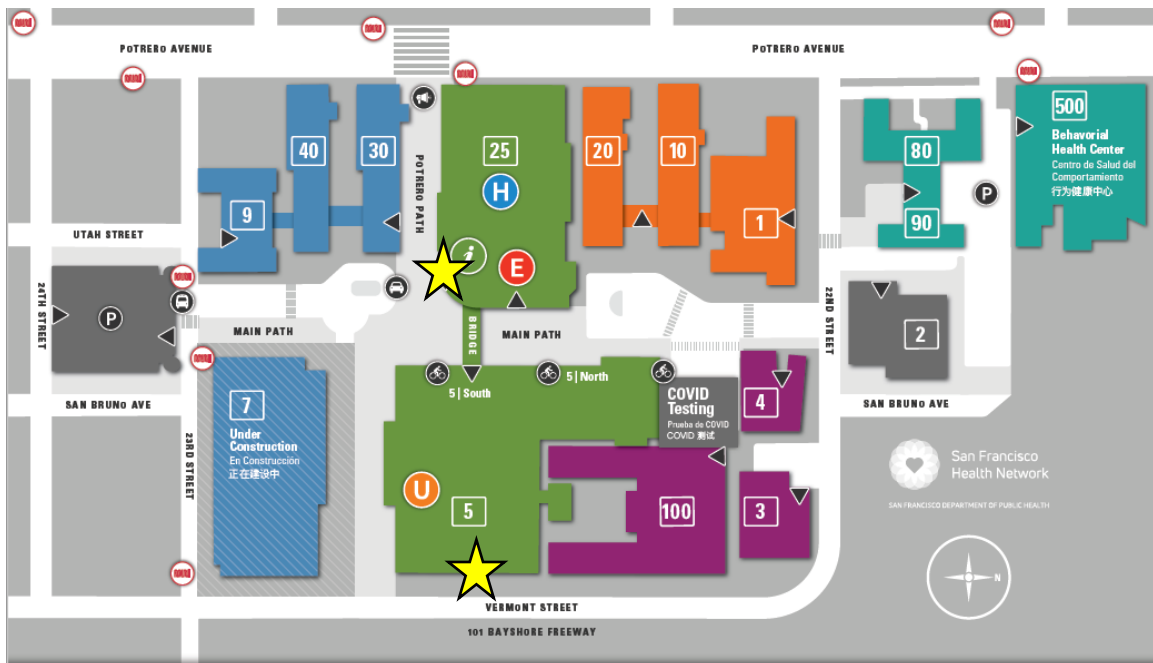 POTRERO AVENUE
POTRERO AVENUE
500
Behavorial
Health Center
Centro de Salud del
Comportamiento
行为健康中心
40
30
25
20
10
80
H
POTRERO PATH
P
9
1
90
UTAH STREET
i
E
24TH STREET
P
MAIN PATH
BRIDGE
MAIN PATH
22ND STREET
2
5 | South
5 | North
COVID
Testing
Prueba de COVID
COVID 测试
4
7
Under
Construction
En Construcción
正在建设中
SAN BRUNO AVE
SAN BRUNO AVE
23RD STREET
San Francisco
Health Network
SAN FRANCISCO DEPARTMENT OF PUBLIC HEALTH
U
5
100
3
N
VERMONT STREET
101 BAYSHORE FREEWAY